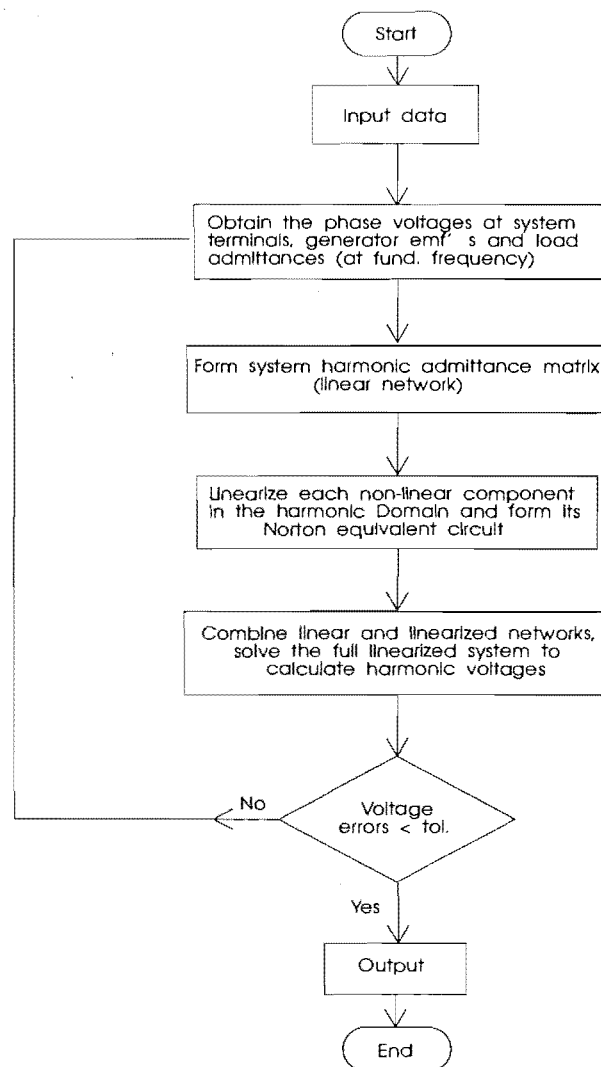 Start
Input data
Obtain the phase voltages at system
terminals, generator emf' s and load
admittances (at fund. frequency)
Form system harmonic admittance matrix
(linear network)
Linearize each non-linear component
in the harmonic Domain and form its
Norton equivalent circuit
Combine linear and linearized networks,
solve the full linearized system to
calculate harmonic voltages
No
Voltage
errors < tol.
Yes
Output
End